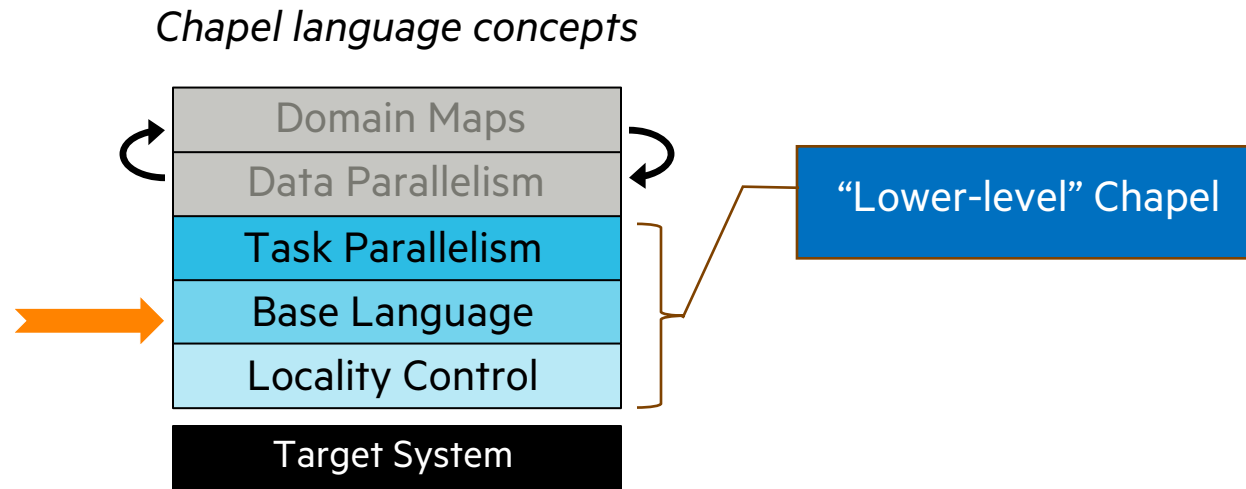 Chapel language concepts
Domain Maps
Data Parallelism
Task Parallelism
Base Language
Locality Control
Target System
“Lower-level” Chapel